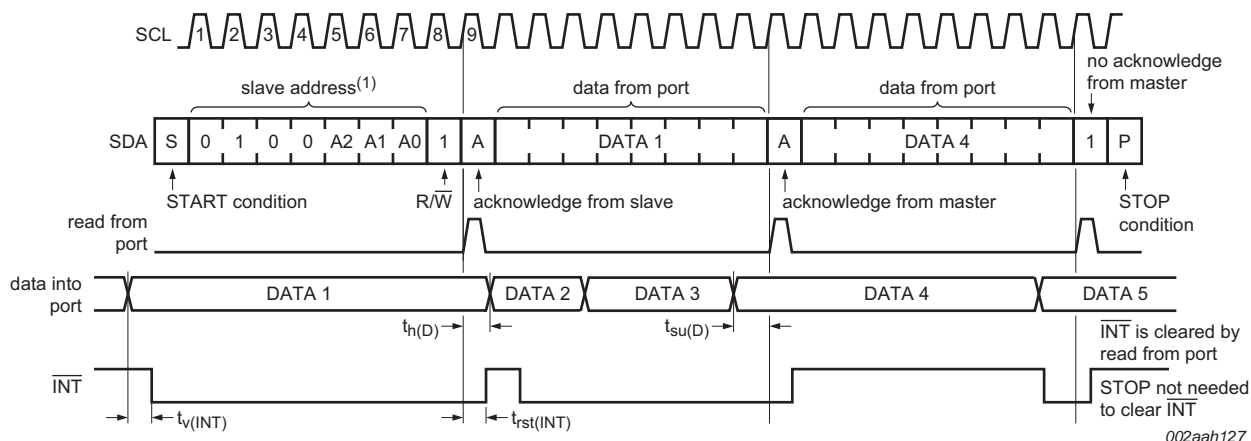 SCL 1 2 3 4 5 6 7 8 9
no acknowledge
from master
slave address(1) data from port data from port
SDA S 0 1 0 0 A2 A1 A0 1 A DATA 1 A DATA 4 1 P
START condition R/W̅ acknowledge from slave acknowledge from master STOP
condition
read from
port
data into
port
DATA 1 DATA 2 DATA 3 DATA 4 DATA 5
th(D) tsu(D)
I̅N̅T̅ is cleared by
read from port
I̅N̅T̅
STOP not needed
to clear I̅N̅T̅
tv(INT) trst(INT)
002aah127